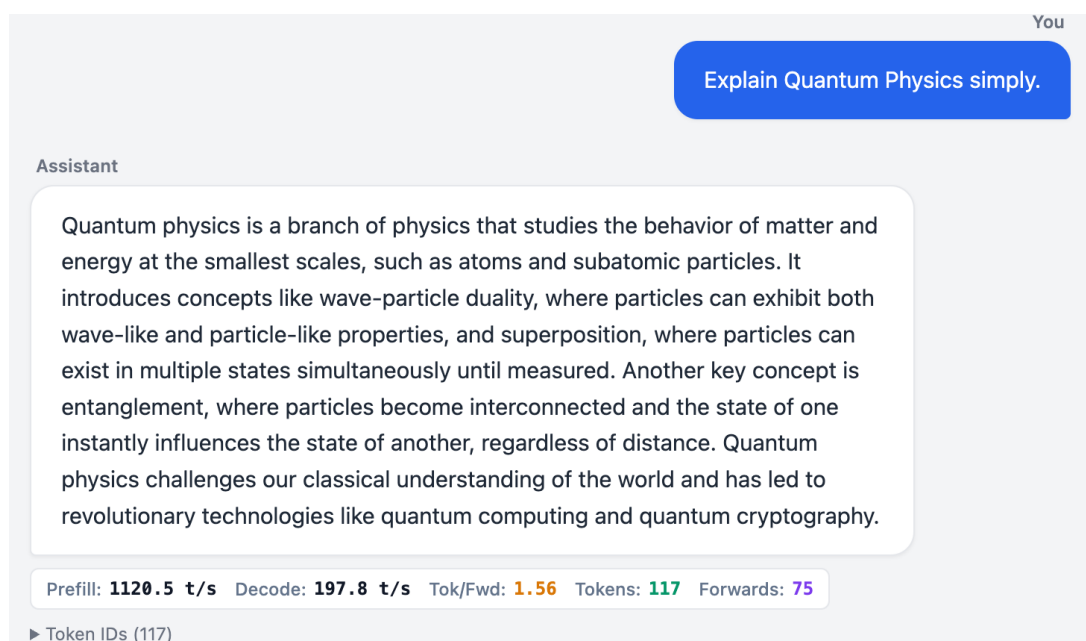 You
Explain Quantum Physics simply.
Assistant
Quantum physics is a branch of physics that studies the behavior of matter and
energy at the smallest scales, such as atoms and subatomic particles. It
introduces concepts like wave-particle duality, where particles can exhibit both
wave-like and particle-like properties, and superposition, where particles can
exist in multiple states simultaneously until measured. Another key concept is
entanglement, where particles become interconnected and the state of one
instantly influences the state of another, regardless of distance. Quantum
physics challenges our classical understanding of the world and has led to
revolutionary technologies like quantum computing and quantum cryptography.
Prefill: 1120.5 t/s Decode: 197.8 t/s Tok/Fwd: 1.56 Tokens: 117 Forwards: 75
▶ Token IDs (117)